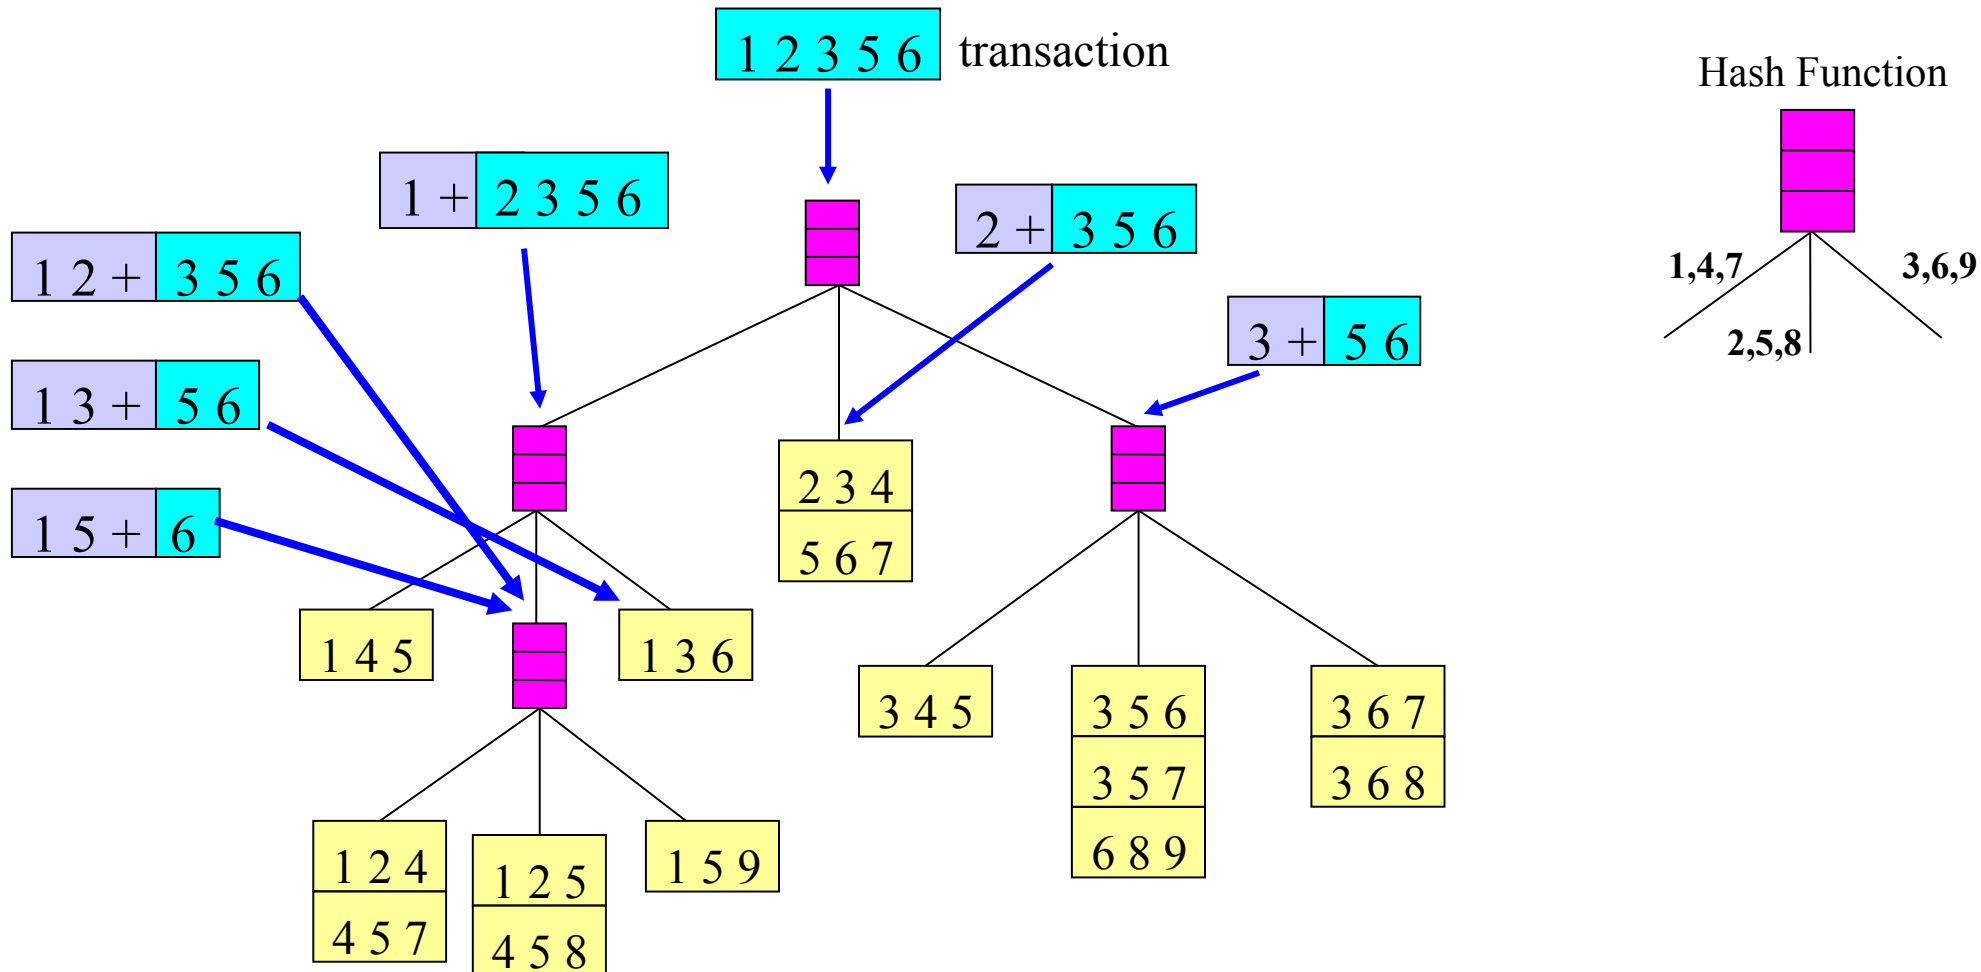 1 2 3 5 6 transaction
Hash Function
1 + 2 3 5 6
2 + 3 5 6
1 2 + 3 5 6
1,4,7
3,6,9
2,5,8
3 + 5 6
1 3 + 5 6
1 5 + 6
2 3 4
5 6 7
1 4 5
1 3 6
3 4 5
3 5 6
3 6 7
3 5 7
3 6 8
6 8 9
1 2 4
1 2 5
1 5 9
4 5 7
4 5 8